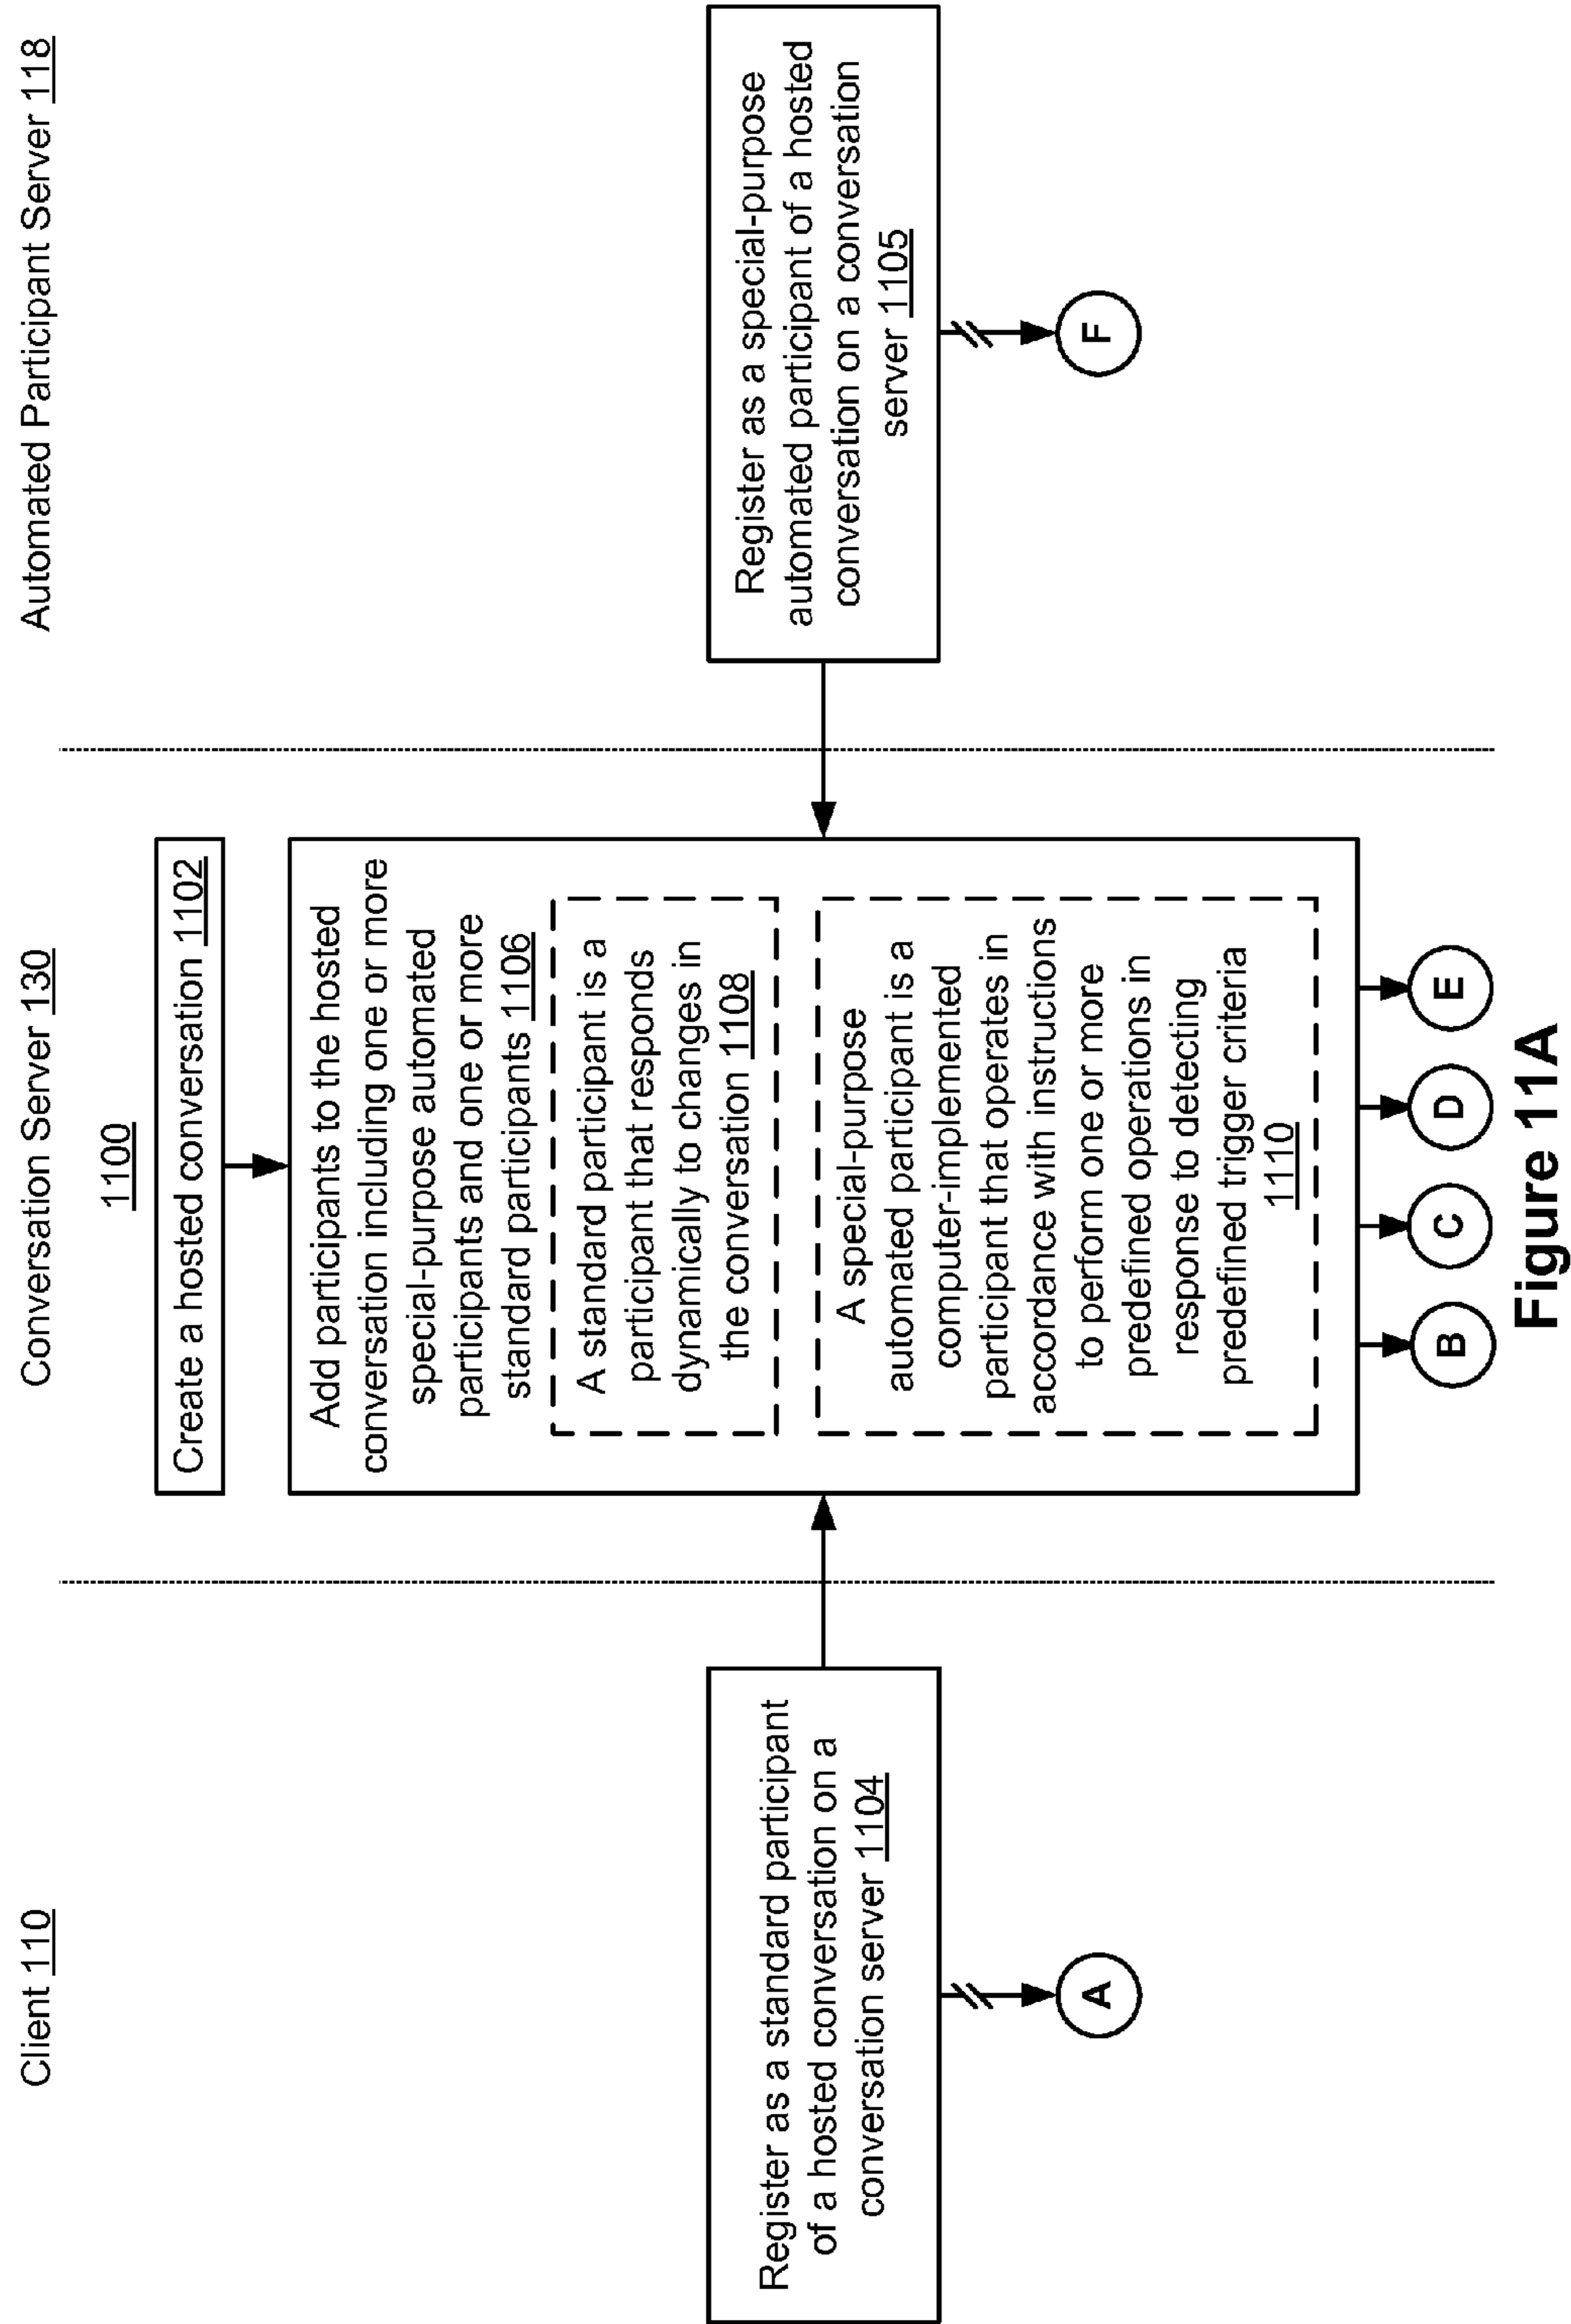 Client 110
Conversation Server 130
Automated Participant Server 118
1100
Create a hosted conversation 1102
Register as a standard participant
of a hosted conversation on a
conversation server 1104
A
Add participants to the hosted
conversation including one or more
special-purpose automated
participants and one or more
standard participants 1106
A standard participant is a
participant that responds
dynamically to changes in
the conversation 1108
A special-purpose
automated participant is a
computer-implemented
participant that operates in
accordance with instructions
to perform one or more
predefined operations in
response to detecting
predefined trigger criteria
1110
Register as a special-purpose
automated participant of a hosted
conversation on a conversation
server 1105
F
B
C
D
E
Figure 11A